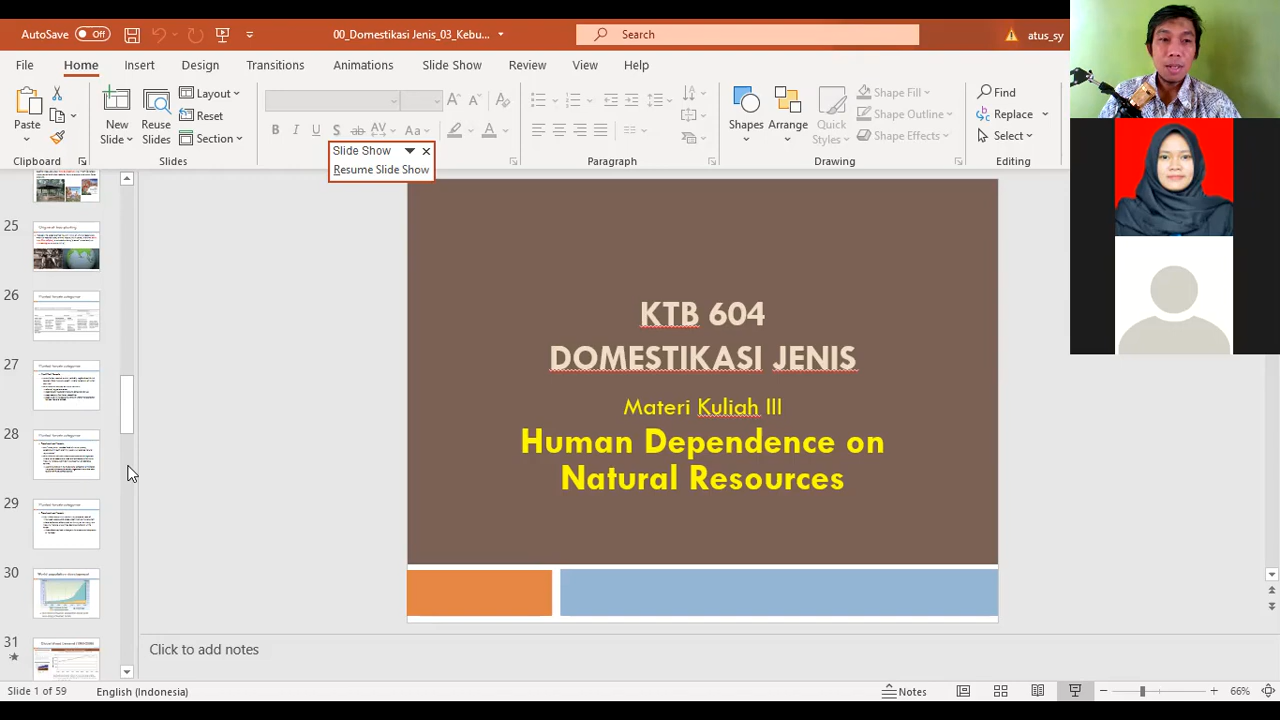 AutoSave Off 00_Domestikasi Jenis_03_Kebu... Search atus_sy
File Home Insert Design Transitions Animations Slide Sho Review View Help
Paste New Slide Reuse Slides Layout Reset Section
B I U S ab AV Aa
Shapes Arrange Quick Styles Shape Fill Shape Outline Shape Effects
Find Replace Select
Clipboard Slides Paragraph Drawing Editing
Slide Show
Resume Slide Show
25
26
27
28
29
30
31
KTB 604
DOMESTIKASI JENIS
Materi Kuliah III
Human Dependence on
Natural Resources
Click to add notes
Slide 1 of 59 English (Indonesia) Notes 66%